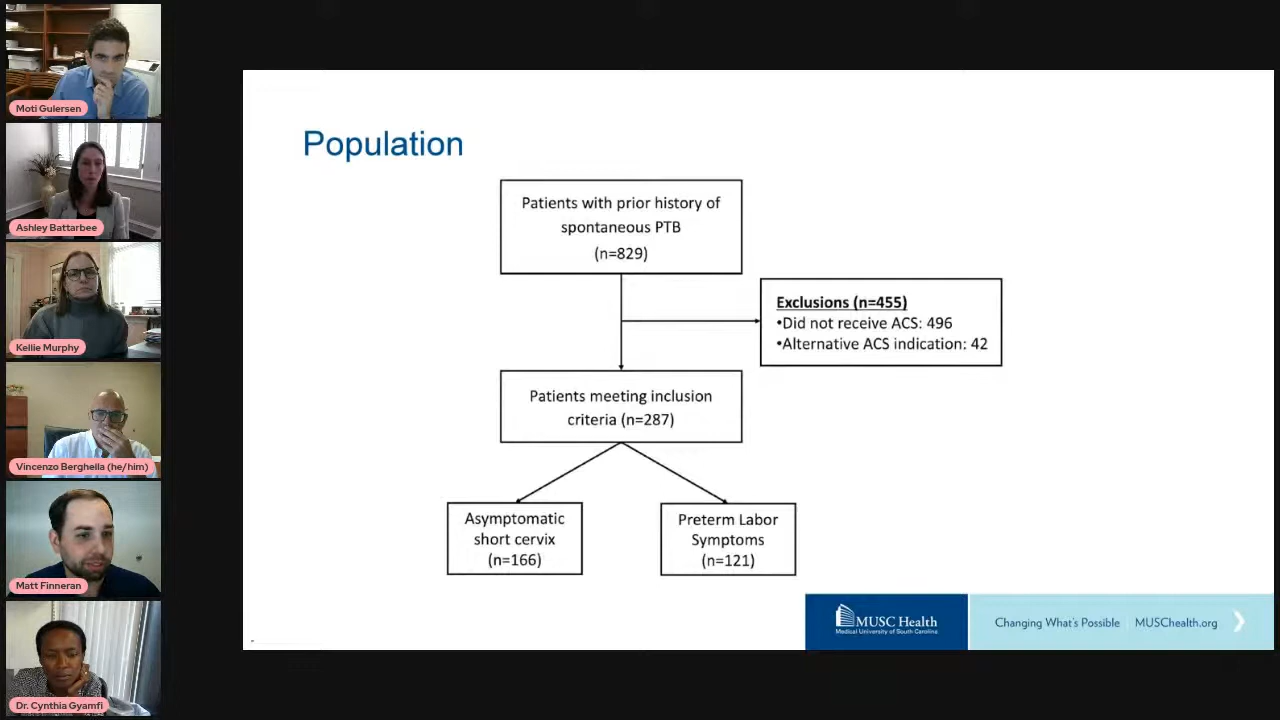 Moti Gulersen
Ashley Battarbee
Kellie Murphy
Vincenzo Berghella (he/him)
Matt Finneran
Dr. Cynthia Gyamfi
Population
Patients with prior history of
spontaneous PTB
(n=829)
Exclusions (n=455)
•Did not receive ACS: 496
•Alternative ACS indication: 42
Patients meeting inclusion
criteria (n=287)
Asymptomatic
short cervix
(n=166)
Preterm Labor
Symptoms
(n=121)
MUSC Health
Medical University of South Carolina
Changing What's Possible
MUSChealth.org